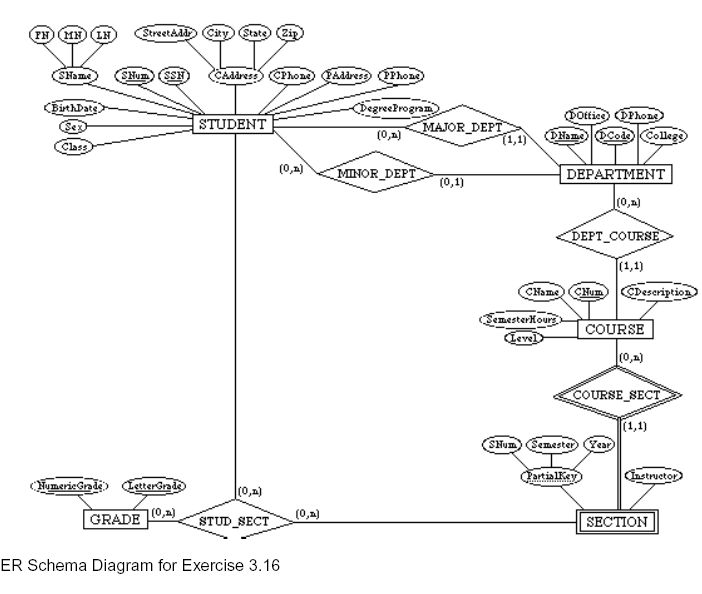 StreetAddr City State Zip
FN MN LN
SName SNum SSN CAddress CPhone PAddress PPhone
BirthDate DegreeProgram
Sex STUDENT (0,n) MAJOR_DEPT (1,1)
Class
DOffice DPhone
DName DCode College
(0,n) MINOR_DEPT (0,1) DEPARTMENT
(0,n)
DEPT_COURSE
(1,1)
CName CNum CDescription
SemesterHours
COURSE
Level
(0,n)
COURSE_SECT
(1,1)
SNum Semester Year
PartialKey Instructor
NumericGrade LetterGrade
(0,n)
GRADE (0,n) STUD_SECT (0,n) SECTION
ER Schema Diagram for Exercise 3.16